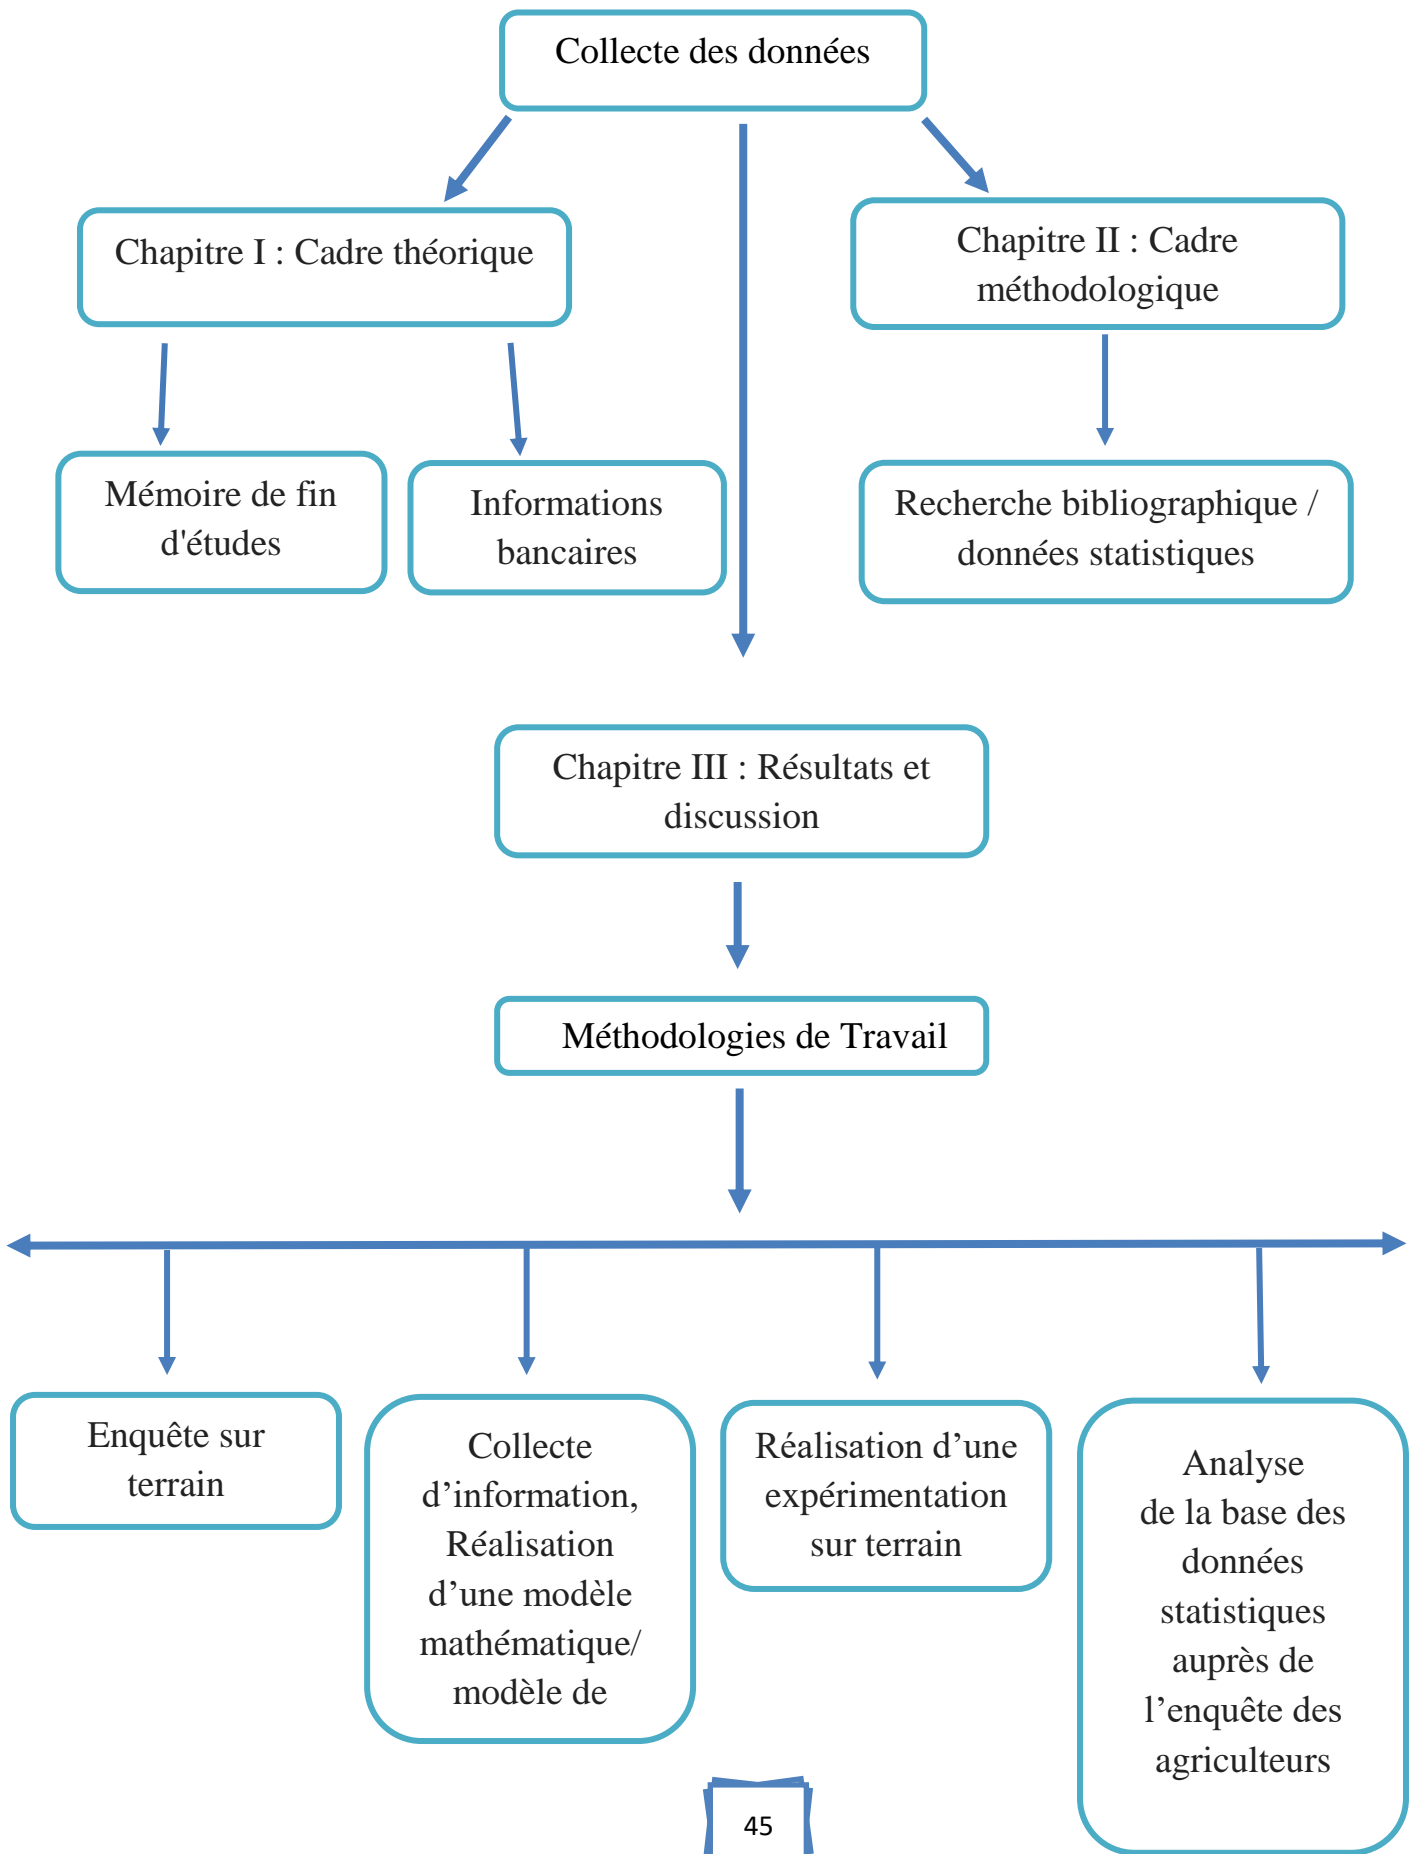 Collecte des données
Chapitre I : Cadre théorique
Chapitre II : Cadre
méthodologique
Mémoire de fin
d'études
Informations
bancaires
Recherche bibliographique /
données statistiques
Chapitre III : Résultats et
discussion
Méthodologies de Travail
Enquête sur
terrain
Collecte
d’information,
Réalisation
d’une modèle
mathématique/
modèle de
Réalisation d’une
expérimentation
sur terrain
Analyse
de la base des
données
statistiques
auprès de
l’enquête des
agriculteurs
45